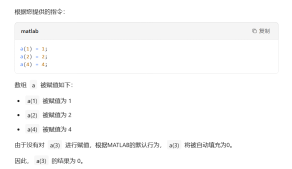 根据您提供的指令：
matlab 复制
a(1) = 1;
a(2) = 2;
a(4) = 4;
数组 a 被赋值如下：
• a(1) 被赋值为 1
• a(2) 被赋值为 2
• a(4) 被赋值为 4
由于没有对 a(3) 进行赋值，根据MATLAB的默认行为， a(3) 将被自动填充为0。
因此， a(3) 的结果为 0。